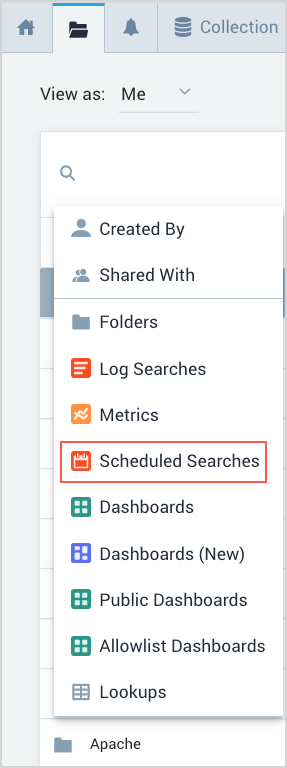 Collection
View as: Me
Created By
Shared With
Folders
Log Searches
Metrics
Scheduled Searches
Dashboards
Dashboards (New)
Public Dashboards
Allowlist Dashboards
Lookups
Apache